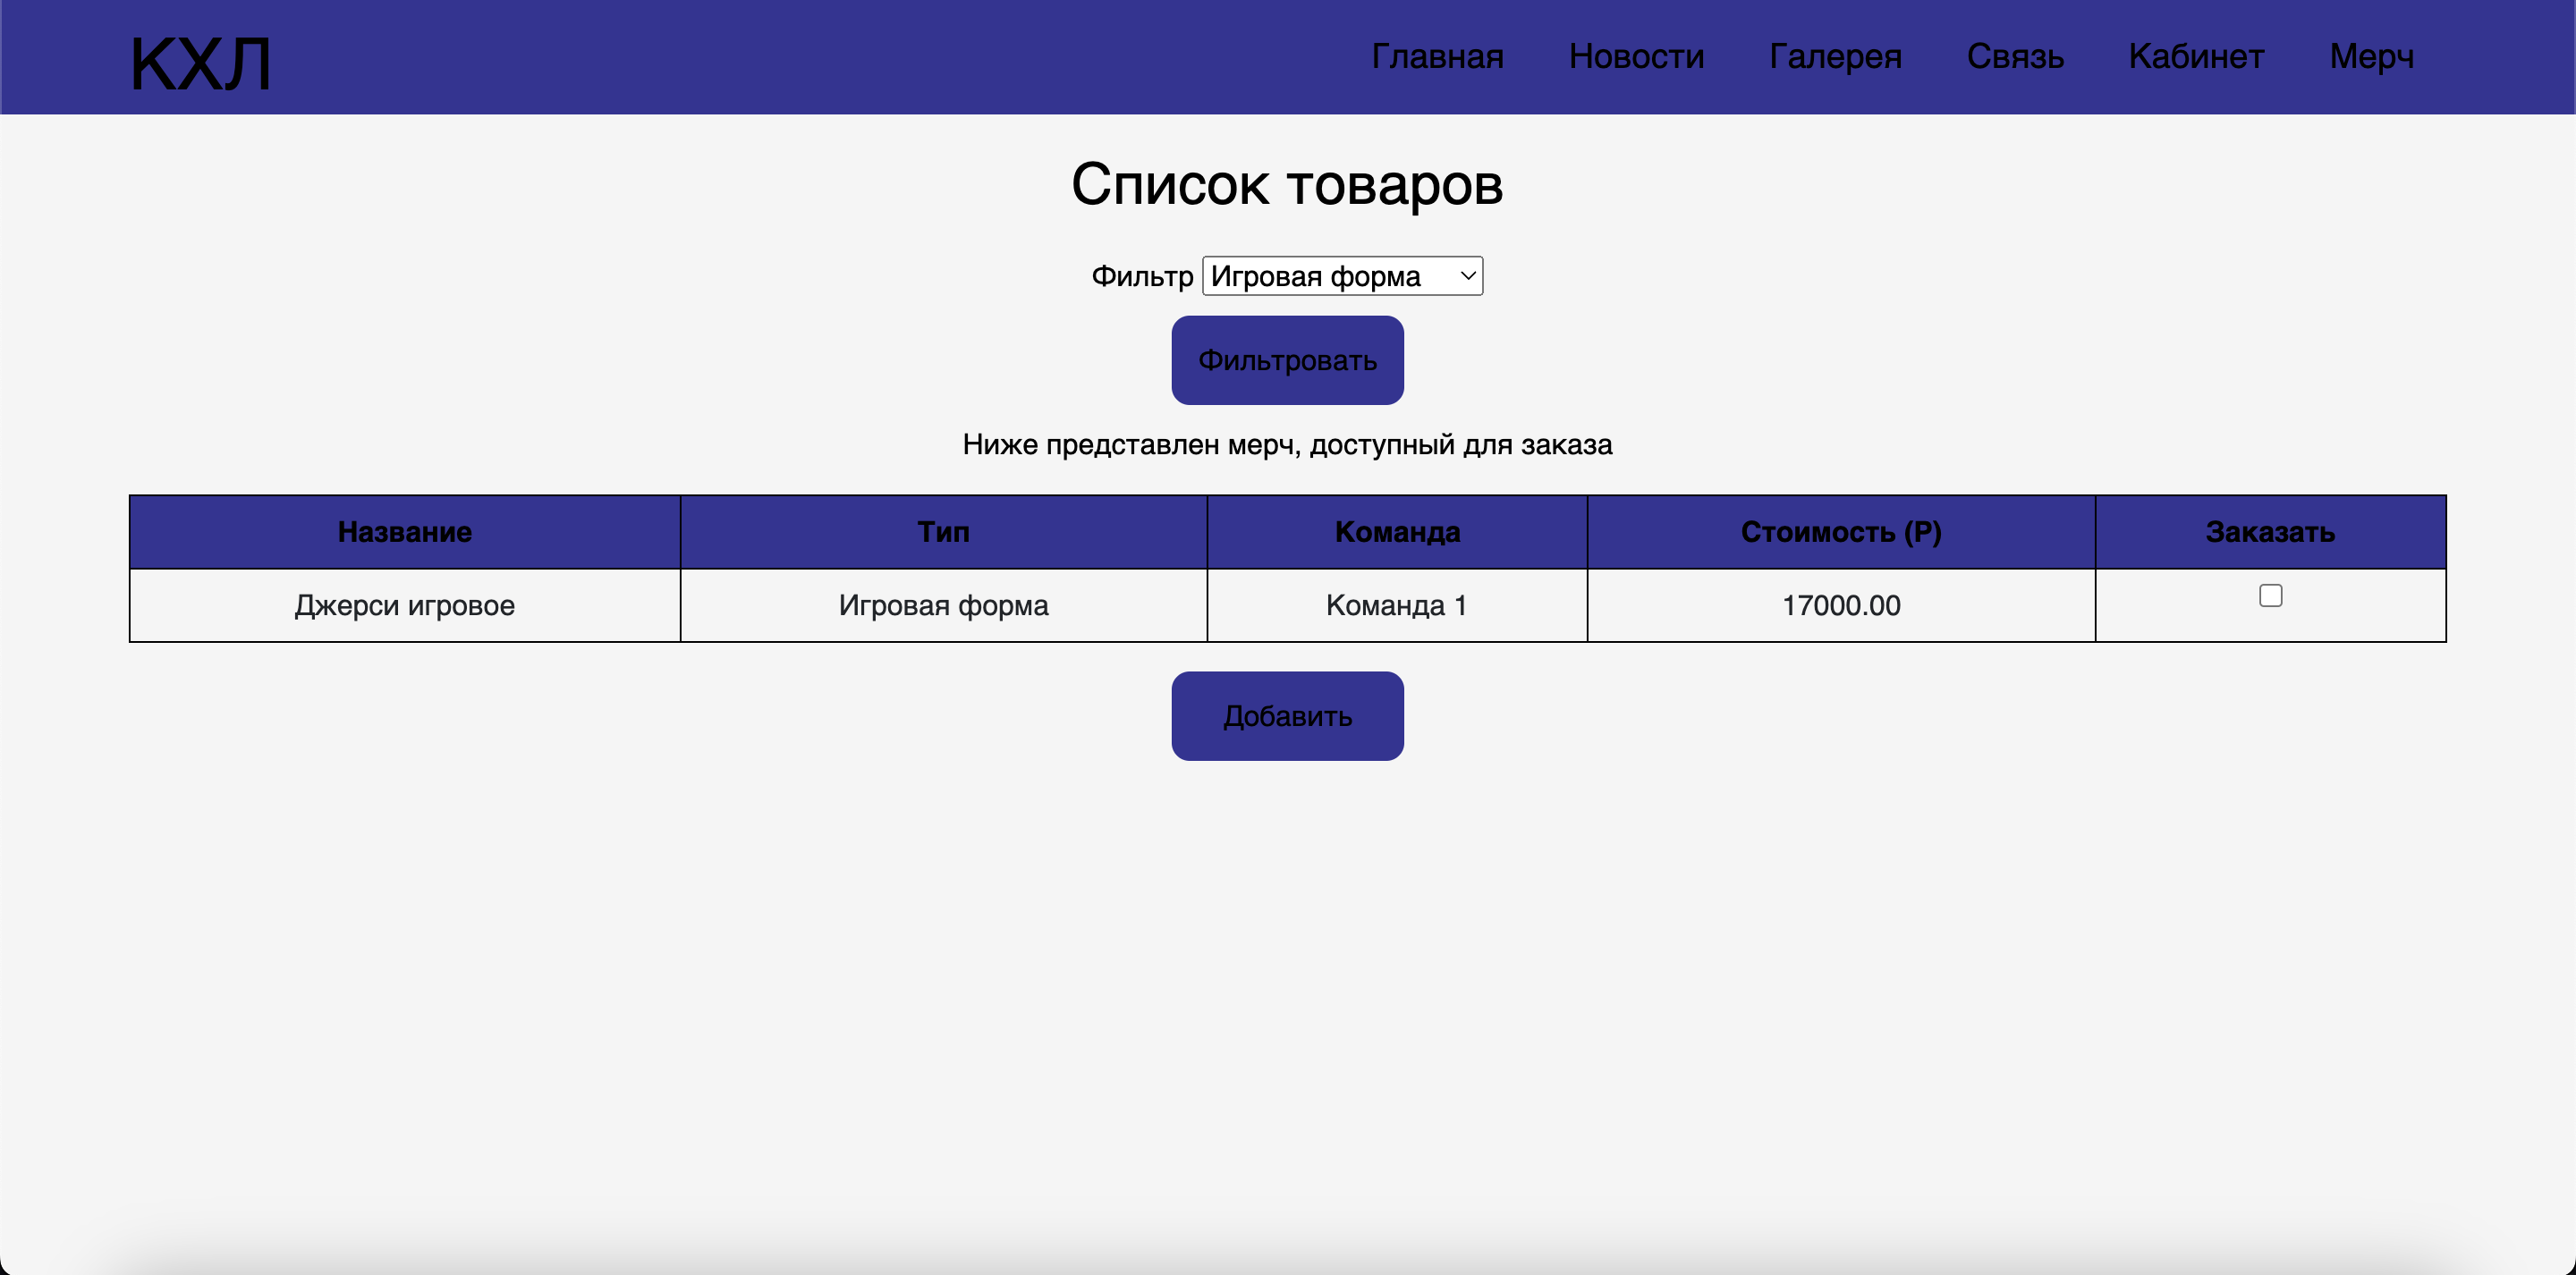 КХЛ Главная Новости Галерея Связь Кабинет Мерч
Список товаров
Фильтр Игровая форма
Фильтровать
Ниже представлен мерч, доступный для заказа
Название Тип Команда Стоимость (Р) Заказать
Джерси игровое Игровая форма Команда 1 17000.00
Добавить